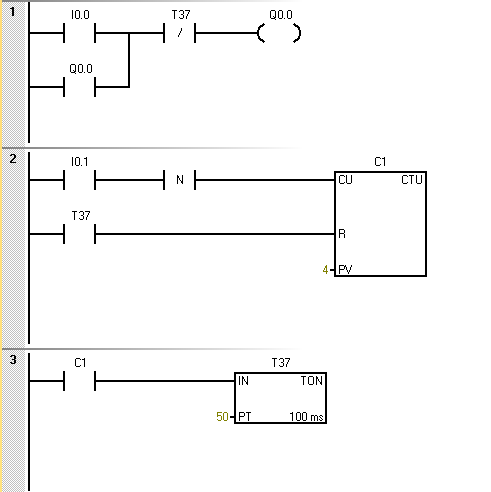 1
I0.0 T37 Q0.0
/
Q0.0
2
I0.1 C1
N CU CTU
T37
R
4 PV
3
C1 T37
IN TON
50 PT 100 ms